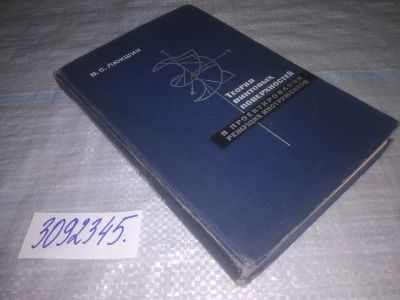 В. С. ЛЮКШИН
ТЕОРИЯ
ВИНТОВЫХ
ПОВЕРХНОСТЕЙ
В ПРОЕКТИРОВАНИИ
РЕЖУЩИХ ИНСТРУМЕНТОВ
3092345.